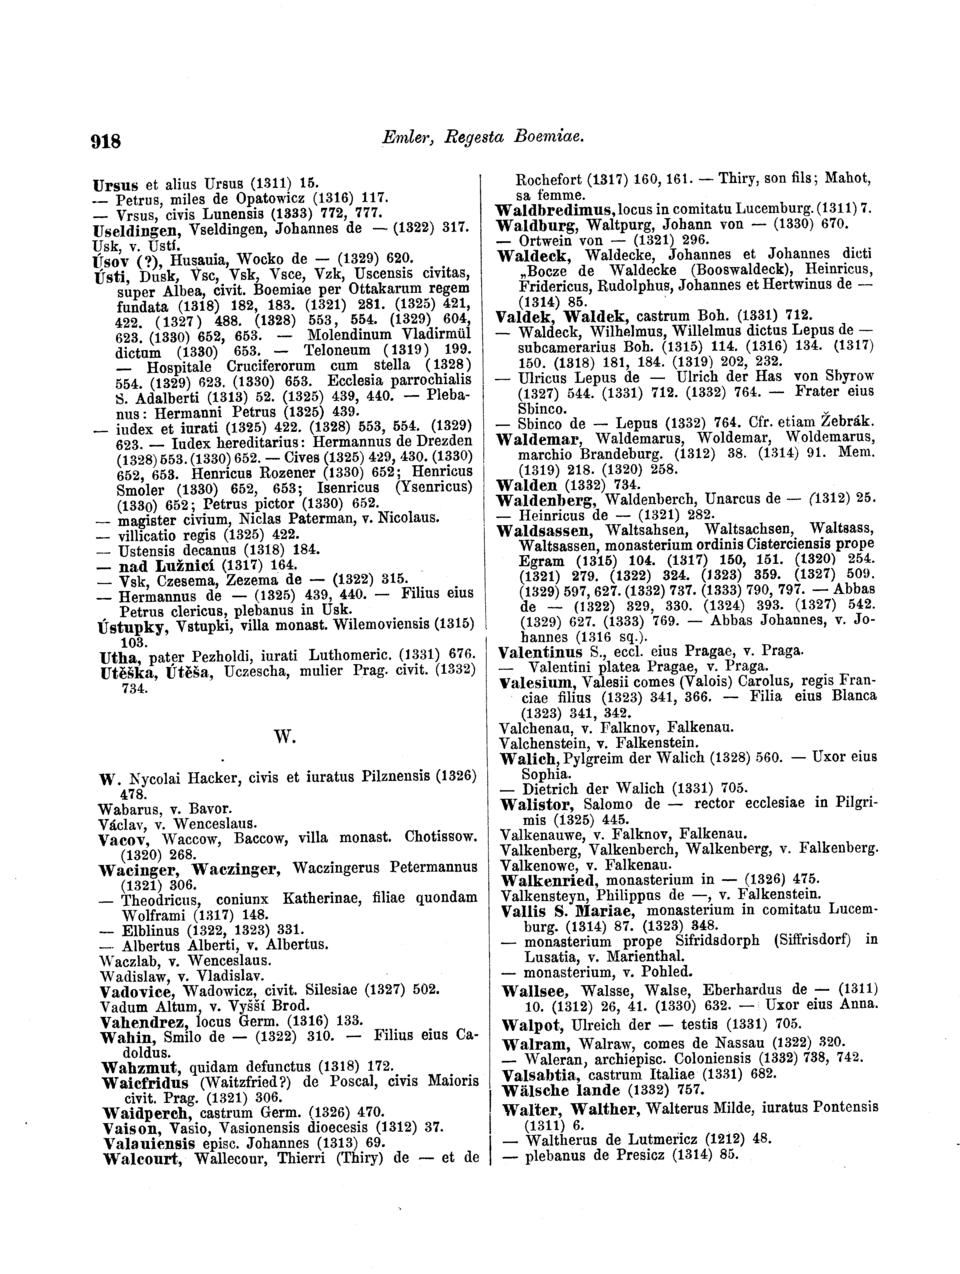 918
Emler, Regesta Boemiae.
Ursus et alius Ursus (1311) 15.
— Petrus, miles de Opatowicz (1316) 117.
— Vrsus, civis Lunensis (1333) 772, 777.
Useldingen, Vseldingen, Johannes de — (1322) 317.
Usk, v. Ústí.
Úsov (?), Husauia, Wocko de — (1329) 620.
Ústi, Dusk, Vsc, Vsk, Vsce, Vzk, Uscensis civitas,
super Albea, civit. Boemiae per Ottakarum regem
fundata (1318) 182, 183. (1321) 281. (1325) 421,
422. (1327) 488. (1328) 553, 554. (1329) 604,
623. (1330) 652, 653. — Molendinum Vladirmül
dictum (1330) 653. — Teloneum (1319) 199.
— Hospitale Cruciferorum cum stella (1328)
554. (1329) 623. (1330) 653. Ecclesia parrochialis
S. Adalberti (1313) 52. (1325) 439, 440. — Pleba-
nus: Hermanni Petrus (1325) 439.
— iudex et iurati (1325) 422. (1328) 553, 554. (1329)
623. — Iudex hereditarius: Hermannus de Drezden
(1328) 553. (1330) 652. — Cives (1325) 429, 430. (1330)
652, 653. Henricus Rozener (1330) 652; Henricus
Smoler (1330) 652, 653; Isenricus (Ysenricus)
(1330) 652; Petrus pictor (1330) 652.
— magister civium, Niclas Paterman, v. Nicolaus.
— villicatio regis (1325) 422.
— Ustensis decanus (1318) 184.
— nad Lužnicí (1317) 164.
— Vsk, Czesema, Zezema de — (1322) 315.
— Hermannus de — (1325) 439, 440. — Filius eius
Petrus clericus, plebanus in Usk.
Ústupky, Vstupki, villa monast. Wilemoviensis (1315)
103.
Utha, pater Pezholdi, iurati Luthomeric. (1331) 676.
Utěška, Útěša, Uczescha, mulier Prag. civit. (1332)
734.
W.
W. Nycolai Hacker, civis et iuratus Pilznensis (1326)
478.
Wabarus, v. Bavor.
Václav, v. Wenceslaus.
Vacov, Waccow, Baccow, villa monast. Chotissow.
(1320) 268.
Wacinger, Waczinger, Waczingerus Petermannus
(1321) 306.
— Theodricus, coniunx Katherinae, filiae quondam
Wolframi (1317) 148.
— Elblinus (1322, 1323) 331.
— Albertus Alberti, v. Albertus.
Waczlab, v. Wenceslaus.
Wadislaw, v. Vladislav.
Vadovice, Wadowicz, civit. Silesiae (1327) 502.
Vadum Altum, v. Vyšší Brod.
Vahendrez, locus Germ. (1316) 133.
Wahin, Smilo de — (1322) 310. — Filius eius Ca-
doldus.
Wahzmut, quidam defunctus (1318) 172.
Waicfridus (Waitzfried?) de Poscal, civis Maioris
civit. Prag. (1321) 306.
Waidperch, castrum Germ. (1326) 470.
Vaison, Vasio, Vasionensis dioecesis (1312) 37.
Valauiensis episc. Johannes (1313) 69.
Walcourt, Wallecour, Thierri (Thiry) de — et de
Rochefort (1317) 160, 161. — Thiry, son fils; Mahot,
sa femme.
Waldbredimus, locus in comitatu Lucemburg. (1311) 7.
Waldburg, Waltpurg, Johann von — (1330) 670.
— Ortwein von — (1321) 296.
Waldeck, Waldecke, Johannes et Johannes dicti
„Bocze de Waldecke (Booswaldeck), Heinricus,
Fridericus, Rudolphus, Johannes et Hertwinus de —
(1314) 85.
Valdek, Waldek, castrum Boh. (1331) 712.
— Waldeck, Wilhelmus, Willelmus dictus Lepus de —
subcamerarius Boh. (1315) 114. (1316) 134. (1317)
150. (1318) 181, 184. (1319) 202, 232.
— Ulricus Lepus de — Ulrich der Has von Sbyrow
(1327) 544. (1331) 712. (1332) 764. — Frater eius
Sbinco.
— Sbinco de — Lepus (1332) 764. Cfr. etiam Žebrák.
Waldemar, Waldemarus, Woldemar, Woldemarus,
marchio Brandeburg. (1312) 38. (1314) 91. Mem.
(1319) 218. (1320) 258.
Walden (1332) 734.
Waldenberg, Waldenberch, Unarcus de — (1312) 25.
— Heinricus de — (1321) 282.
Waldsassen, Waltsahsen, Waltsachsen, Waltsass,
Waltsassen, monasterium ordinis Cisterciensis prope
Egram (1315) 104. (1317) 150, 151. (1320) 254.
(1321) 279. (1322) 324. (1323) 359. (1327) 509.
(1329) 597, 627. (1332) 737. (1333) 790, 797. — Abbas
de — (1322) 329, 330. (1324) 393. (1327) 542.
(1329) 627. (1333) 769. — Abbas Johannes, v. Jo-
hannes (1316 sq.).
Valentinus S., eccl. eius Pragae, v. Praga.
— Valentini platea Pragae, v. Praga.
Valesium, Valesii comes (Valois) Carolus, regis Fran-
ciae filius (1323) 341, 366. — Filia eius Blanca
(1323) 341, 342.
Valchenau, v. Falknov, Falkenau.
Valchenstein, v. Falkenstein.
Walich, Pylgreim der Walich (1328) 560. — Uxor eius
Sophia.
— Dietrich der Walich (1331) 705.
Walistor, Salomo de — rector ecclesiae in Pilgri-
mis (1325) 445.
Valkenauwe, v. Falknov, Falkenau.
Valkenberg, Valkenberch, Walkenberg, v. Falkenberg.
Valkenowe, v. Falkenau.
Walkenried, monasterium in — (1326) 475.
Valkensteyn, Philippus de —, v. Falkenstein.
Vallis S. Mariae, monasterium in comitatu Lucem-
burg. (1314) 87. (1323) 348.
— monasterium prope Sifridsdorph (Siffrisdorf) in
Lusatia, v. Marienthal.
— monasterium, v. Pohled.
Wallsee, Walsse, Walse, Eberhardus de — (1311)
10. (1312) 26, 41. (1330) 632. — Uxor eius Anna.
Walpot, Ulreich der — testis (1331) 705.
Walram, Walraw, comes de Nassau (1322) 320.
— Waleran, archiepisc. Coloniensis (1332) 738, 742.
Valsabtia, castrum Italiae (1331) 682.
Wälsche lande (1332) 757.
Walter, Walther, Walterus Milde, iuratus Pontensis
(1311) 6.
— Waltherus de Lutmericz (1212) 48.
— plebanus de Presicz (1314) 85.